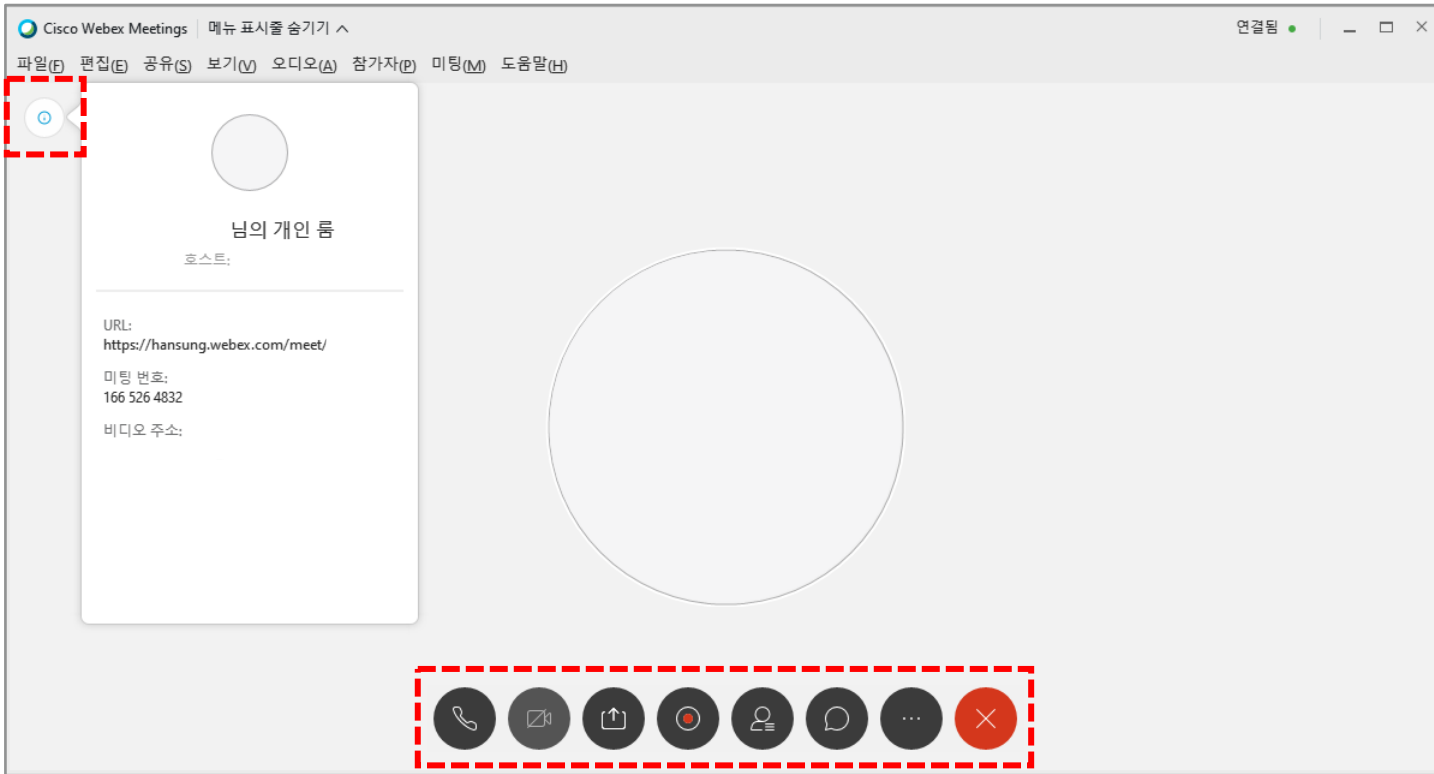 Cisco Webex Meetings 메뉴 표시줄 숨기기 연결됨
파일(F) 편집(E) 공유(S) 보기(V) 오디오(A) 참가자(P) 미팅(M) 도움말(H)
님의 개인 룸
호스트:
URL:
https://hansung.webex.com/meet/
미팅 번호:
166 526 4832
비디오 주소: